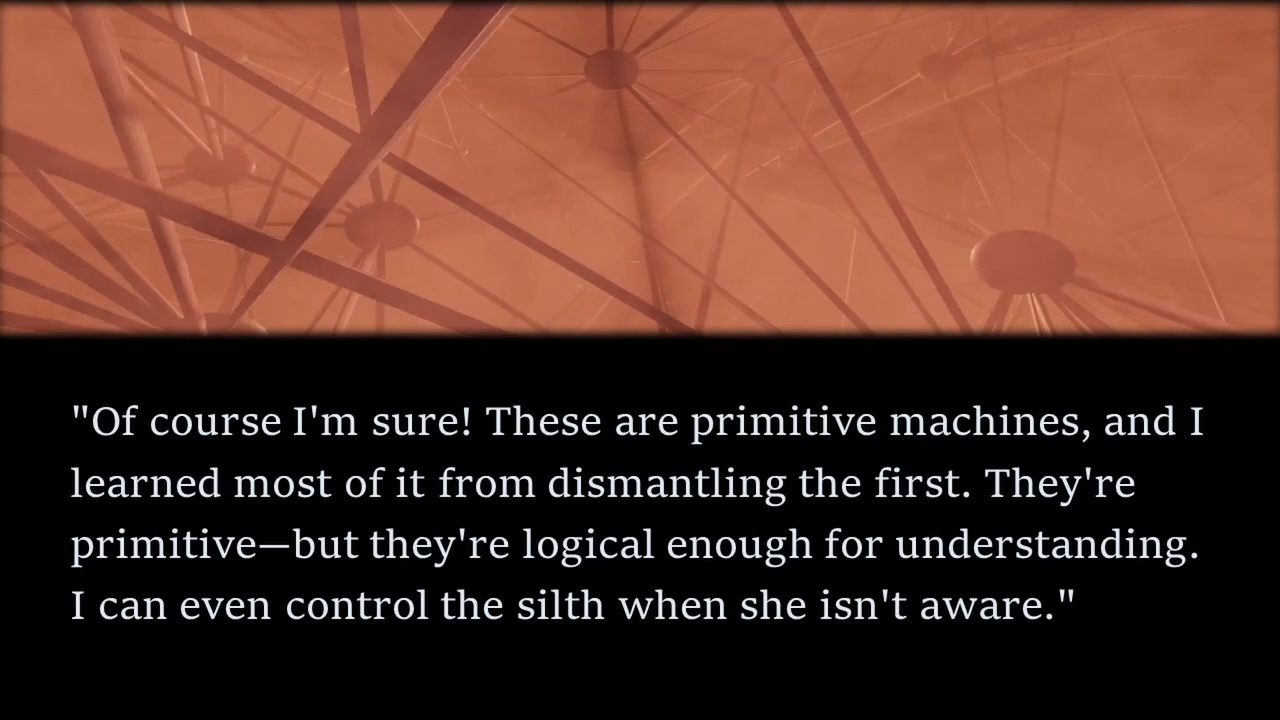 "Of course I'm sure! These are primitive machines, and I
learned most of it from dismantling the first. They're
primitive—but they're logical enough for understanding.
I can even control the silth when she isn't aware."